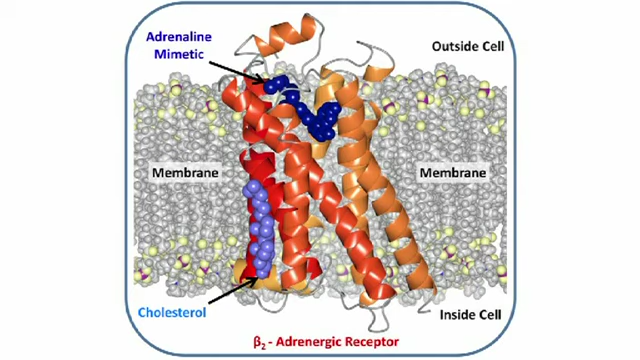 Adrenaline
Mimetic
Outside Cell
Membrane
Membrane
Cholesterol
Inside Cell
β₂ - Adrenergic Receptor